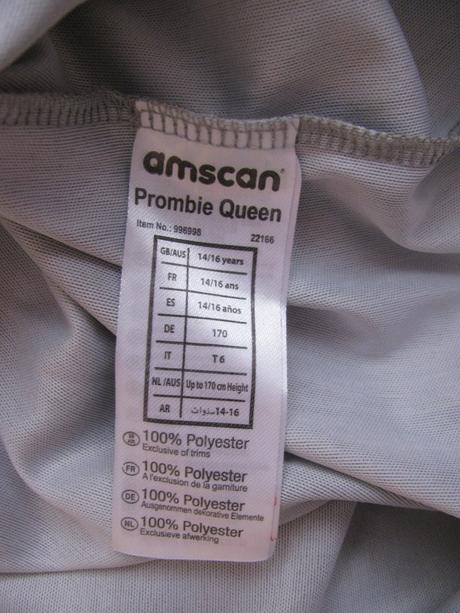 amscan
Prombie Queen
Item No.: 996998 22166
GB/AUS 14/16 years
FR 14/16 ans
ES 14/16 años
DE 170
IT T6
NL/AUS Up to 170 cm Height
AR 14-16 سنوات
100% Polyester
Exclusive of trims
FR 100% Polyester
A l'exclusion de la garniture
DE 100% Polyester
Ausgenommen dekorative Elemente
NL 100% Polyester
Exclusieve afwerking